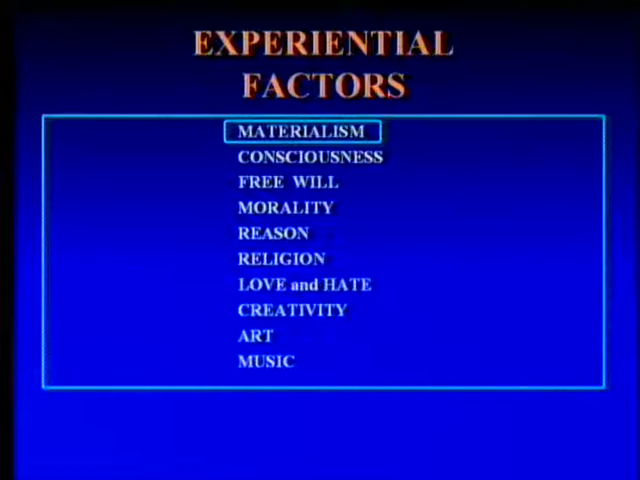 EXPERIENTIAL
FACTORS
MATERIALISM
CONSCIOUSNESS
FREE WILL
MORALITY
REASON
RELIGION
LOVE and HATE
CREATIVITY
ART
MUSIC